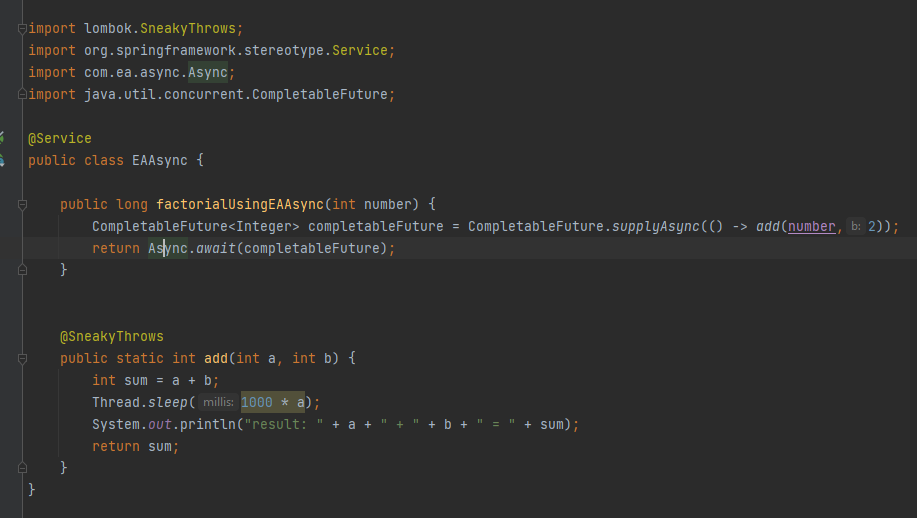 import lombok.SneakyThrows;
import org.springframework.stereotype.Service;
import com.ea.async.Async;
import java.util.concurrent.CompletableFuture;
@Service
public class EAAsync {
public long factorialUsingEAAsync(int number) {
CompletableFuture<Integer> completableFuture = CompletableFuture.supplyAsync(() -> add(number, b: 2));
return Async.await(completableFuture);
}
@SneakyThrows
public static int add(int a, int b) {
int sum = a + b;
Thread.sleep( millis: 1000 * a);
System.out.println("result: " + a + " + " + b + " = " + sum);
return sum;
}
}